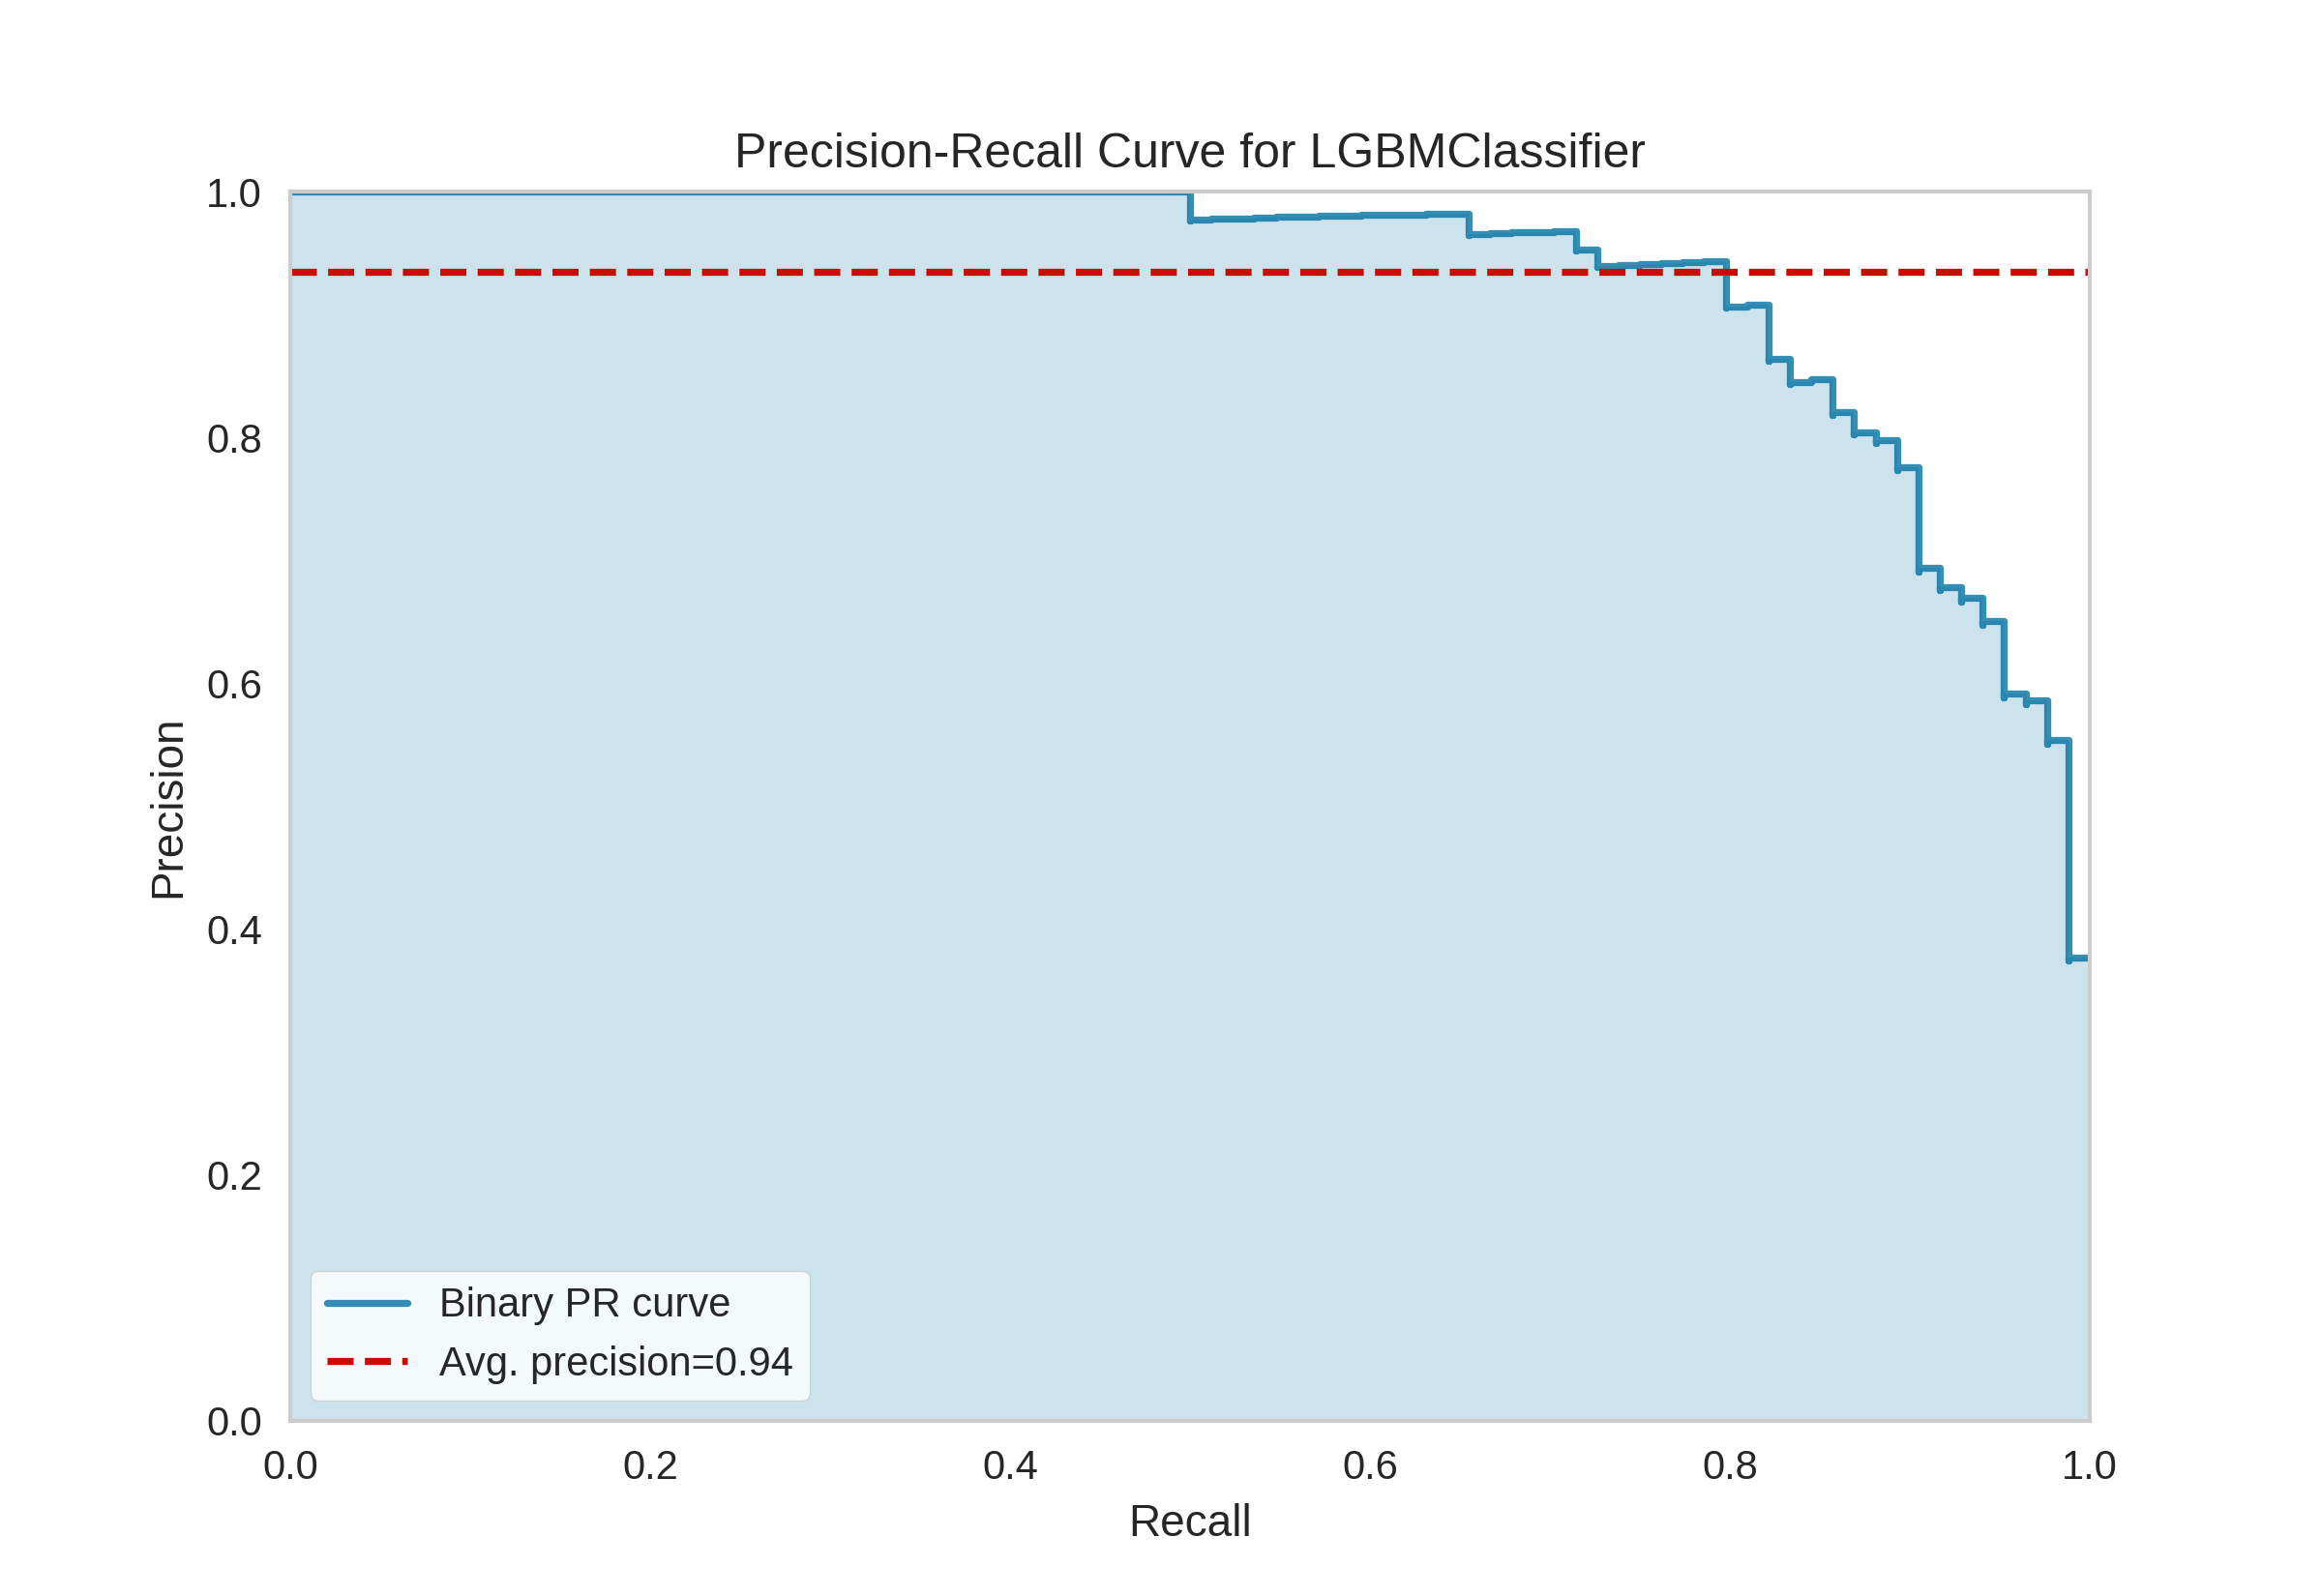 Precision-Recall Curve for LGBMClassifier
1.0
0.8
0.6
0.4
0.2
0.0
Precision
Binary PR curve
Avg. precision=0.94
0.0 0.2 0.4 0.6 0.8 1.0
Recall